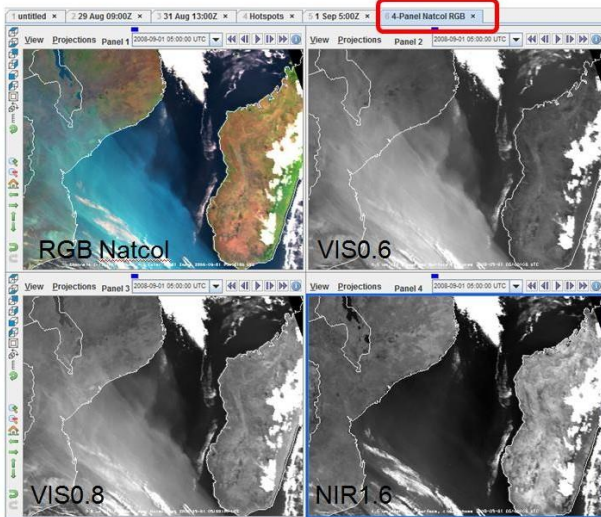 1 untitled × 2 29 Aug 09:00Z × 3 31 Aug 13:00Z × 4 Hotspots × 5 1 Sep 5:00Z × 6 4-Panel Natcol RGB ×
View Projections Panel 1 2008-09-01 05:00:00 UTC
View Projections Panel 2 2008-09-01 05:00:00 UTC
RGB Natcol
VIS0.6
View Projections Panel 3 2008-09-01 05:00:00 UTC
View Projections Panel 4 2008-09-01 05:00:00 UTC
VIS0.8
NIR1.6